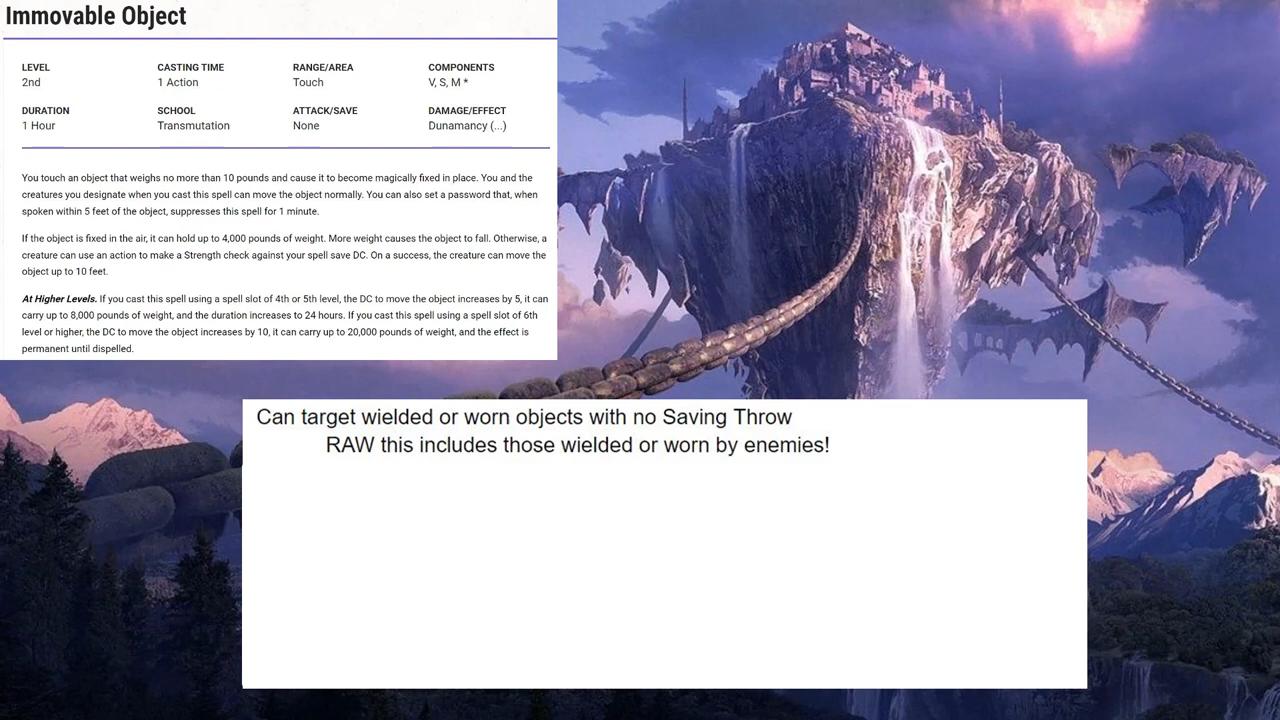 Immovable Object
LEVEL CASTING TIME RANGE/AREA COMPONENTS
2nd 1 Action Touch V, S, M *
DURATION SCHOOL ATTACK/SAVE DAMAGE/EFFECT
1 Hour Transmutation None Dunamancy (...)
You touch an object that weighs no more than 10 pounds and cause it to become magically fixed in place. You and the
creatures you designate when you cast this spell can move the object normally. You can also set a password that, when
spoken within 5 feet of the object, suppresses this spell for 1 minute.
If the object is fixed in the air, it can hold up to 4,000 pounds of weight. More weight causes the object to fall. Otherwise, a
creature can use an action to make a Strength check against your spell save DC. On a success, the creature can move the
object up to 10 feet.
At Higher Levels. If you cast this spell using a spell slot of 4th or 5th level, the DC to move the object increases by 5, it can
carry up to 8,000 pounds of weight, and the duration increases to 24 hours. If you cast this spell using a spell slot of 6th
level or higher, the DC to move the object increases by 10, it can carry up to 20,000 pounds of weight, and the effect is
permanent until dispelled.
Can target wielded or worn objects with no Saving Throw
RAW this includes those wielded or worn by enemies!